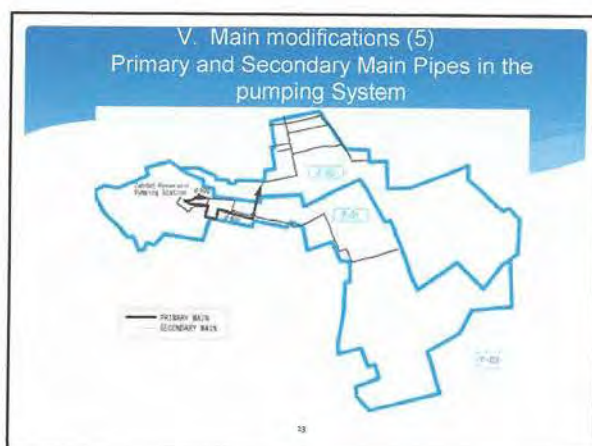 V. Main modifications (5)
Primary and Secondary Main Pipes in the
pumping System
Pumping Station
PRIMARY MAIN
SECONDARY MAIN
13